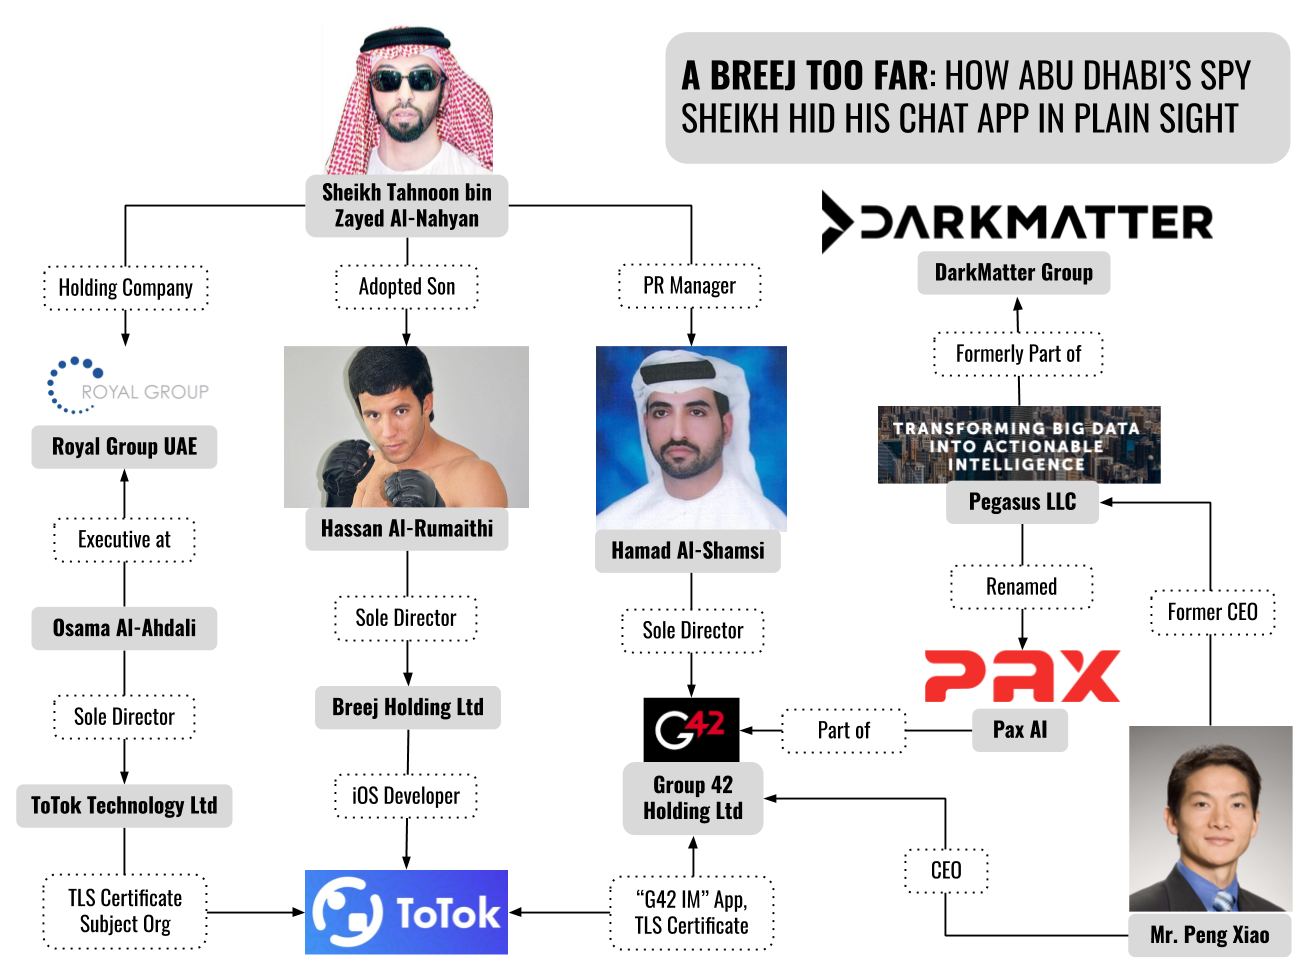 A BREEJ TOO FAR: HOW ABU DHABI'S SPY
SHEIKH HID HIS CHAT APP IN PLAIN SIGHT
Sheikh Tahnoon bin
Zayed Al-Nahyan
Holding Company
Adopted Son
PR Manager
DARKMATTER
DarkMatter Group
Formerly Part of
ROYAL GROUP
Royal Group UAE
TRANSFORMING BIG DATA
INTO ACTIONABLE
INTELLIGENCE
Pegasus LLC
Hassan Al-Rumaithi
Hamad Al-Shamsi
Executive at
Renamed
Former CEO
Osama Al-Ahdali
Sole Director
Sole Director
Sole Director
PAX
Breej Holding Ltd
G42
Part of
Pax AI
iOS Developer
Group 42
Holding Ltd
ToTok Technology Ltd
CEO
TLS Certificate
Subject Org
ToTok
“G42 IM” App,
TLS Certificate
Mr. Peng Xiao